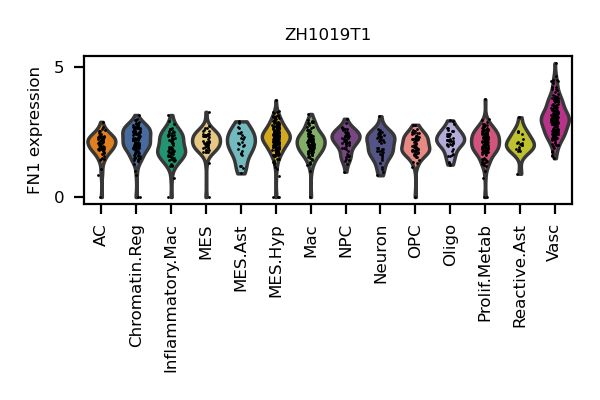 ZH1019T1
FN1 expression
5
0
AC
Chromatin.Reg
Inflammatory.Mac
MES
MES.Ast
MES.Hyp
Mac
NPC
Neuron
OPC
Oligo
Prolif.Metab
Reactive.Ast
Vasc